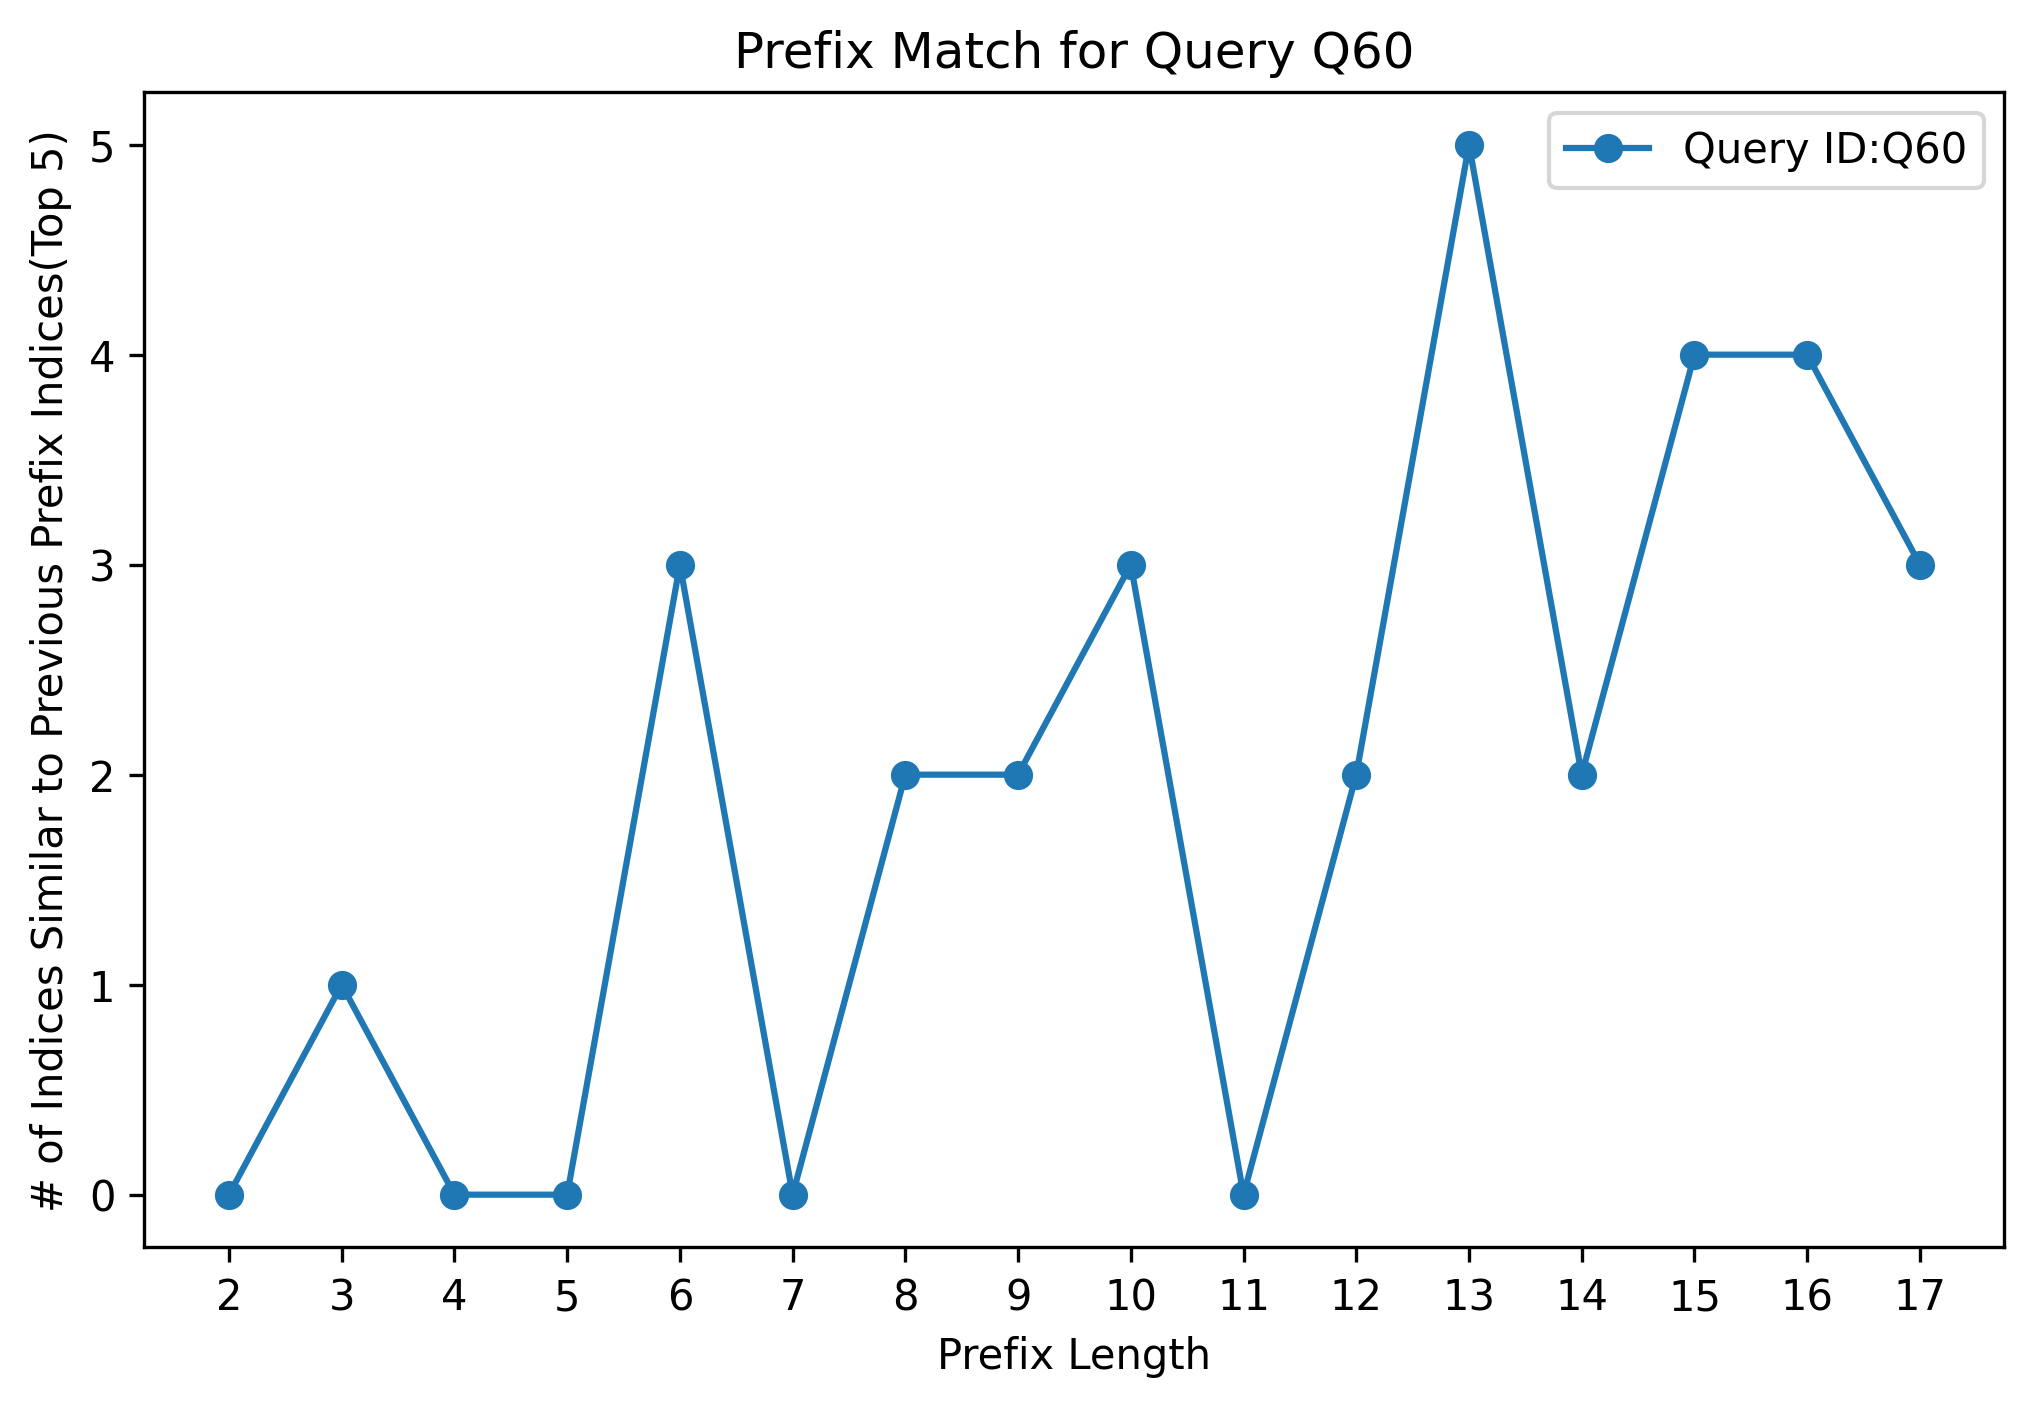 Prefix Match for Query Q60
Query ID:Q60
# of Indices Similar to Previous Prefix Indices(Top 5)
5
4
3
2
1
0
2 3 4 5 6 7 8 9 10 11 12 13 14 15 16 17
Prefix Length